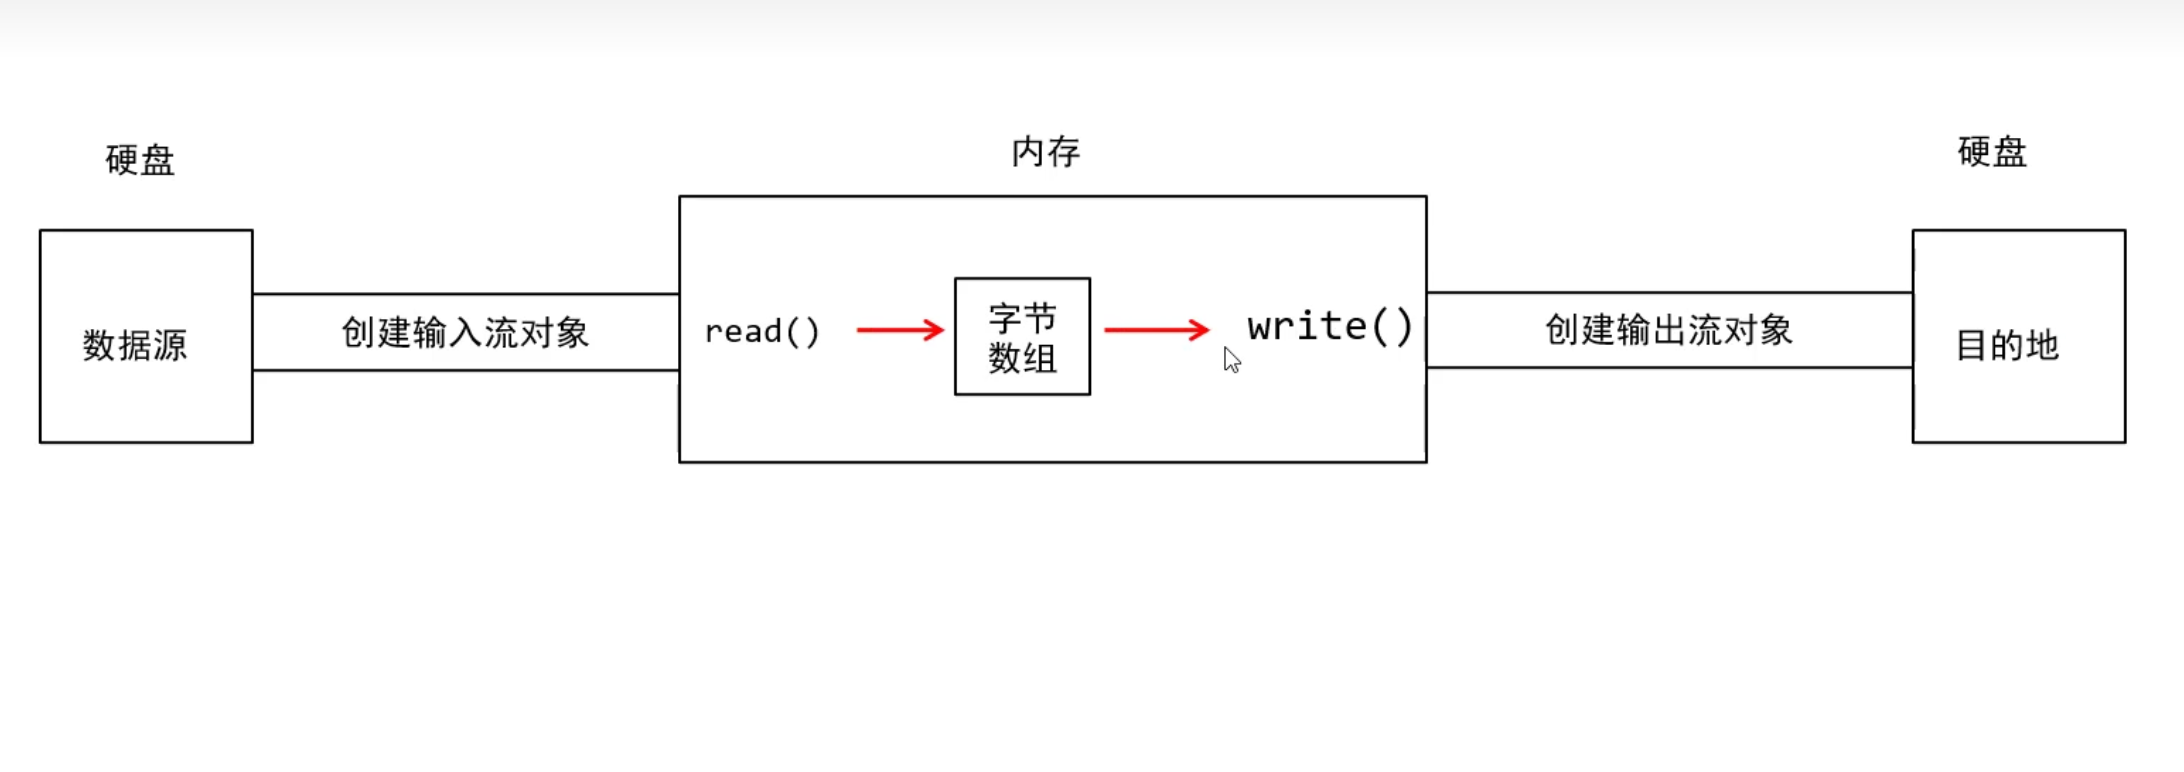 硬盘
内存
硬盘
数据源
创建输入流对象
read()
字节
数组
write()
创建输出流对象
目的地